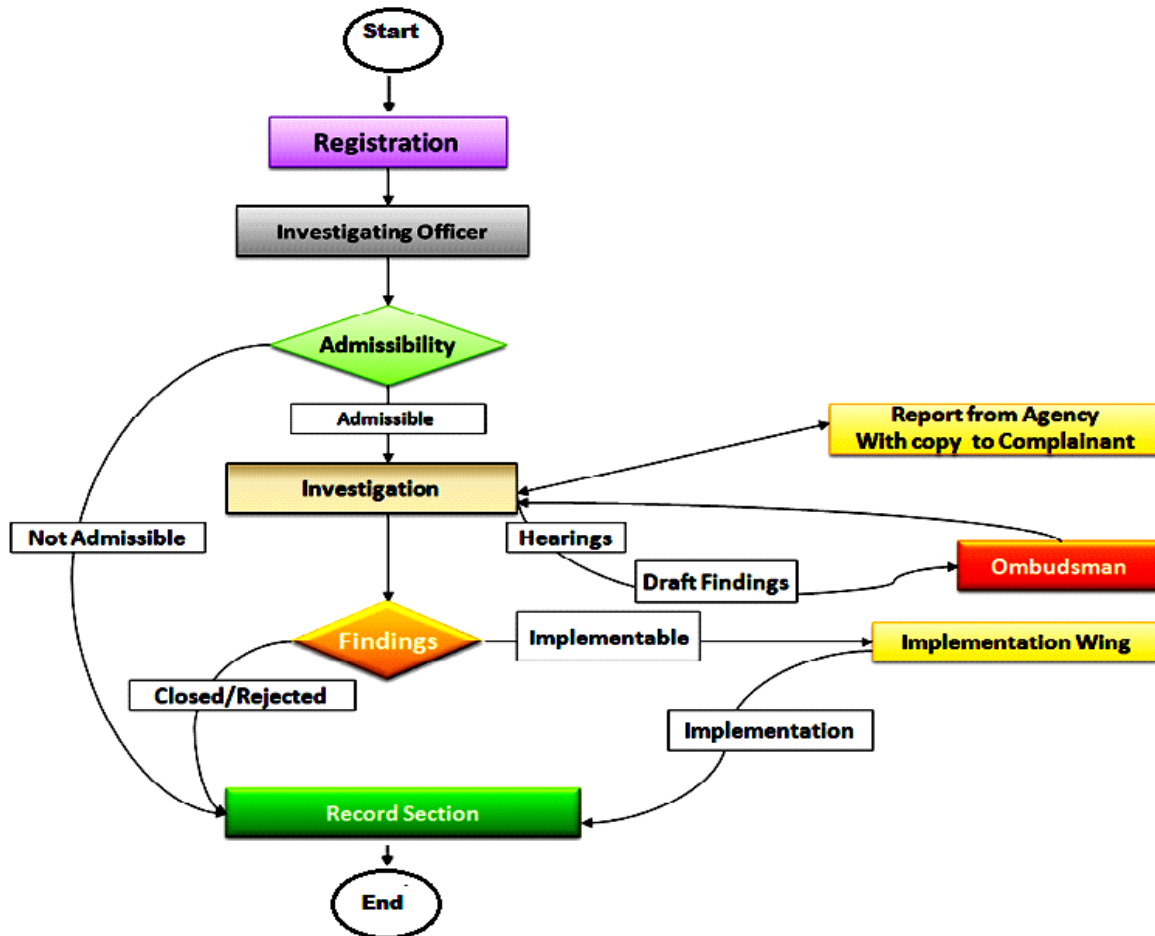 Start
Registration
Investigating Officer
Admissibility
Admissible
Report from Agency
With copy to Complainant
Investigation
Not Admissible
Hearings
Ombudsman
Draft Findings
Findings
Implementable
Implementation Wing
Closed/Rejected
Implementation
Record Section
End